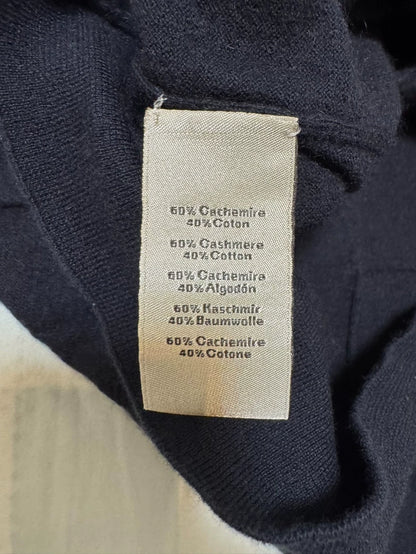 60% Cachemire
40% Coton
60% Cashmere
40% Cotton
60% Cachemira
40% Algodón
60% Kaschmir
40% Baumwolle
60% Cachemire
40% Cotone